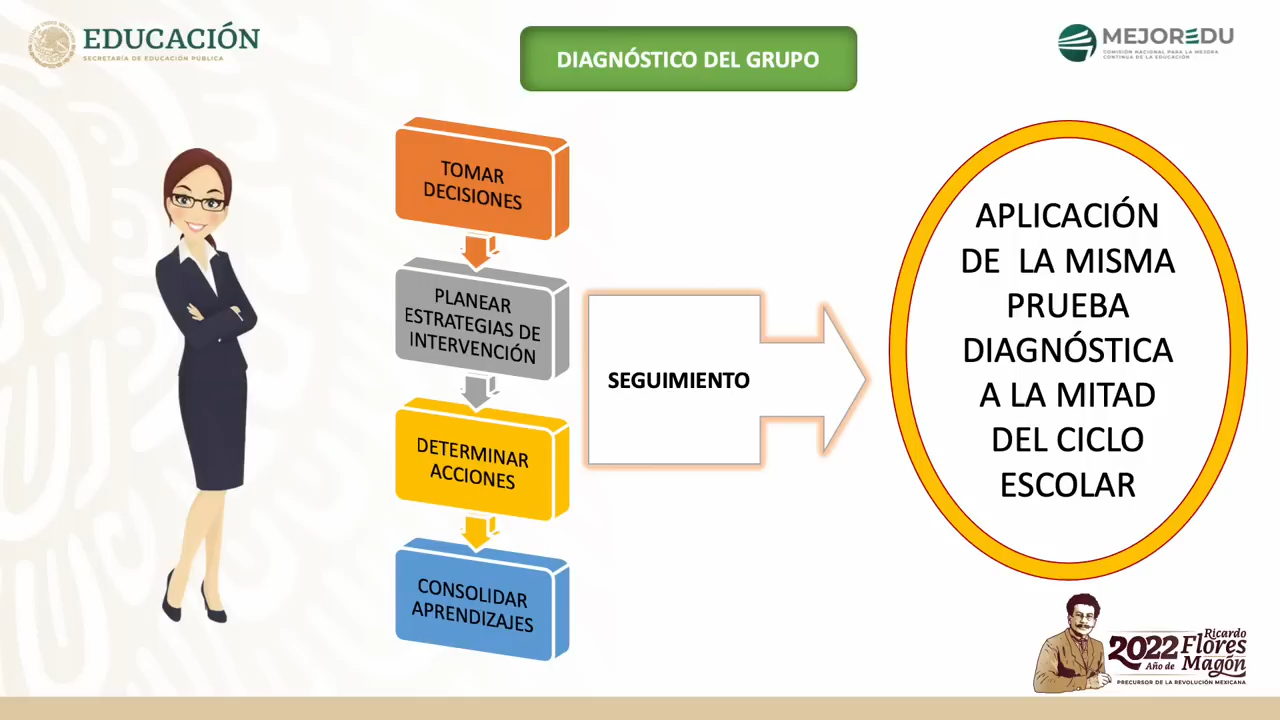 EDUCACIÓN
SECRETARÍA DE EDUCACIÓN PÚBLICA
DIAGNÓSTICO DEL GRUPO
MEJOREDU
COMISIÓN NACIONAL PARA LA MEJORA
CONTINUA DE LA EDUCACIÓN
TOMAR
DECISIONES
PLANEAR
ESTRATEGIAS DE
INTERVENCIÓN
DETERMINAR
ACCIONES
CONSOLIDAR
APRENDIZAJES
SEGUIMIENTO
APLICACIÓN
DE LA MISMA
PRUEBA
DIAGNÓSTICA
A LA MITAD
DEL CICLO
ESCOLAR
2022 Ricardo
Año de Flores
Magón
PRECURSOR DE LA REVOLUCIÓN MEXICANA